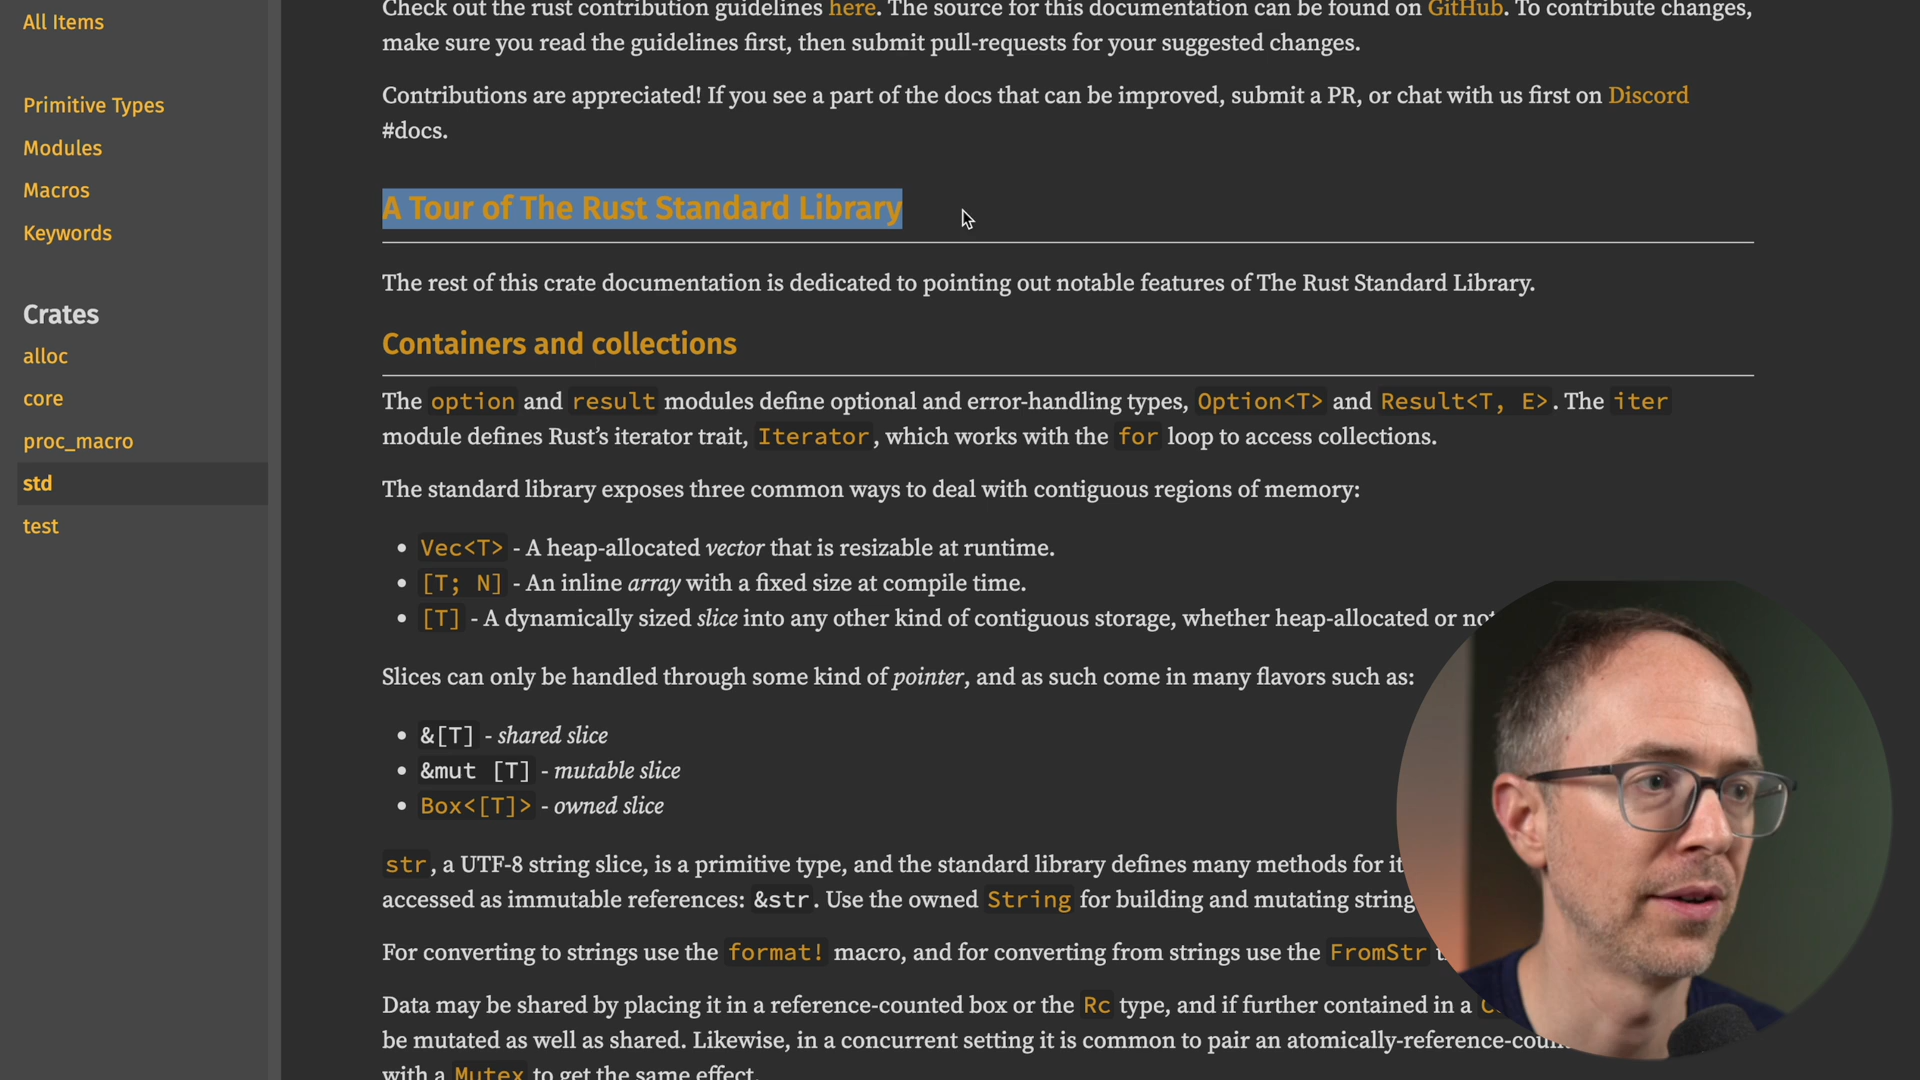 All Items
Primitive Types
Modules
Macros
Keywords
Crates
alloc
core
proc_macro
std
test
Check out the rust contribution guidelines here. The source for this documentation can be found on GitHub. To contribute changes,
make sure you read the guidelines first, then submit pull-requests for your suggested changes.
Contributions are appreciated! If you see a part of the docs that can be improved, submit a PR, or chat with us first on Discord
#docs.
A Tour of The Rust Standard Library
The rest of this crate documentation is dedicated to pointing out notable features of The Rust Standard Library.
Containers and collections
The option and result modules define optional and error-handling types, Option<T> and Result<T, E>. The iter
module defines Rust’s iterator trait, Iterator, which works with the for loop to access collections.
The standard library exposes three common ways to deal with contiguous regions of memory:
• Vec<T> - A heap-allocated vector that is resizable at runtime.
• [T; N] - An inline array with a fixed size at compile time.
• [T] - A dynamically sized slice into any other kind of contiguous storage, whether heap-allocated or
Slices can only be handled through some kind of pointer, and as such come in many flavors such as:
• &[T] - shared slice
• &mut [T] - mutable slice
• Box<[T]> - owned slice
str, a UTF-8 string slice, is a primitive type, and the standard library defines many methods for
accessed as immutable references: &str. Use the owned String for building and mutating
For converting to strings use the format! macro, and for converting from strings use the FromStr
Data may be shared by placing it in a reference-counted box or the Rc type, and if further contained in a
be mutated as well as shared. Likewise, in a concurrent setting it is common to pair an
with a Mutex to get the same effect.